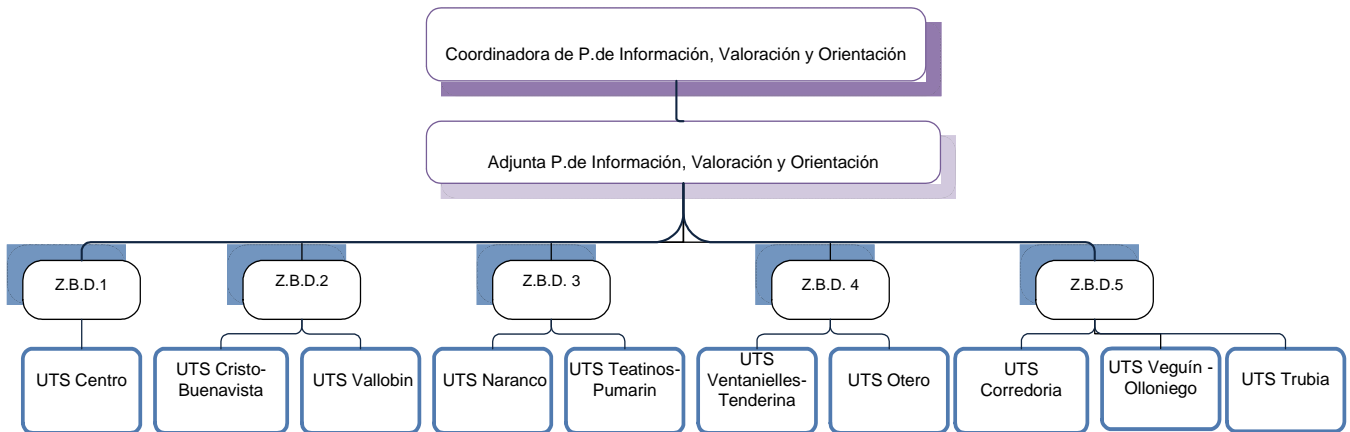 Coordinadora de P.de Información, Valoración y Orientación
Adjunta P.de Información, Valoración y Orientación
Z.B.D.1
Z.B.D.2
Z.B.D. 3
Z.B.D. 4
Z.B.D.5
UTS Centro
UTS Cristo-
Buenavista
UTS Vallobin
UTS Naranco
UTS Teatinos-
Pumarin
UTS
Ventanielles-
Tenderina
UTS Otero
UTS
Corredoria
UTS Veguín -
Olloniego
UTS Trubia